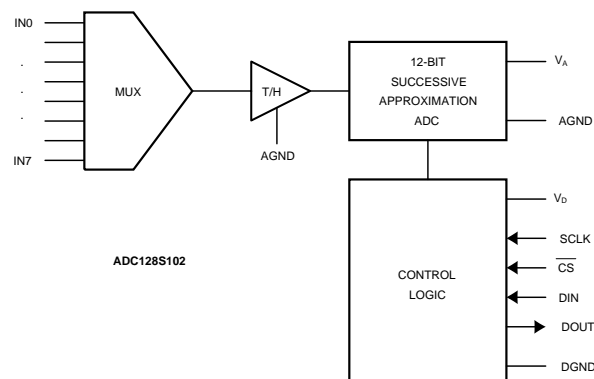 IN0
.
.
.
IN7
MUX
T/H
AGND
12-BIT
SUCCESSIVE
APPROXIMATION
ADC
VA
AGND
ADC128S102
CONTROL
LOGIC
VD
SCLK
CS
DIN
DOUT
DGND